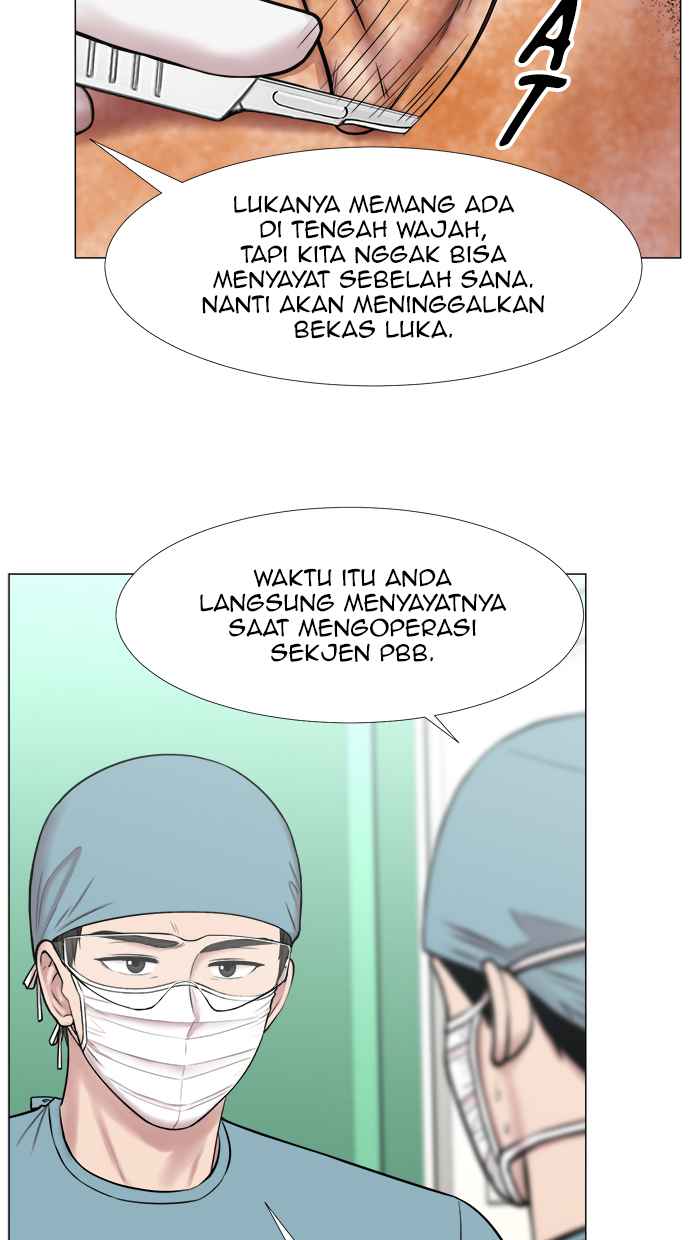 AT
LUKANYA MEMANG ADA
DI TENGAH WAJAH,
TAPI KITA NGGAK BISA
MENYAYAT SEBELAH SANA.
NANTI AKAN MENINGGALKAN
BEKAS LUKA.
WAKTU ITU ANDA
LANGSUNG MENYAYATNYA
SAAT MENGOPERASI
SEKJEN PBB.